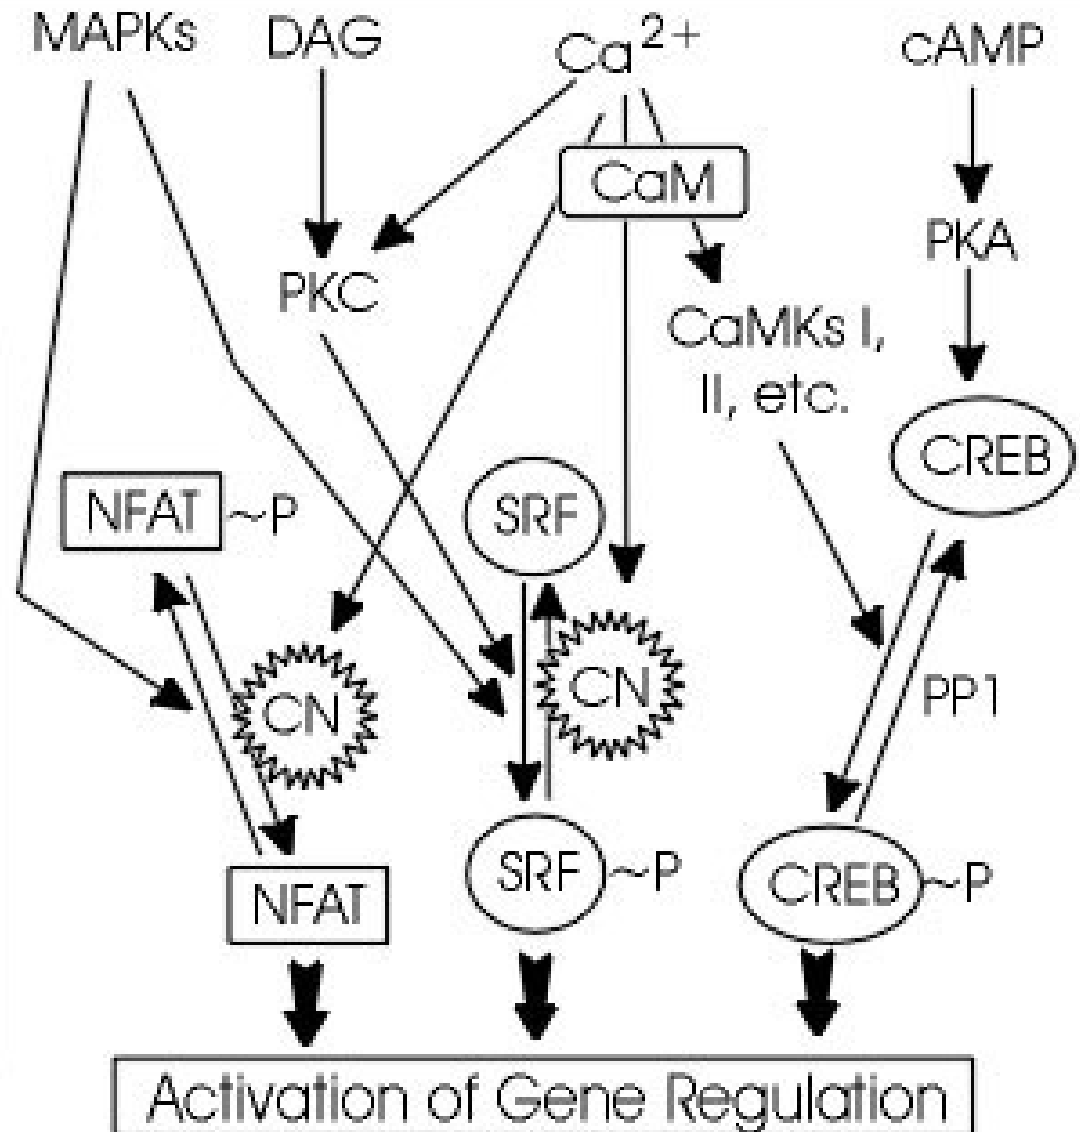 MAPKs DAG Ca2+ cAMP
CaM
PKA
PKC
CaMKs I,
II, etc.
CREB
NFAT ~P
SRF
CN
CN
PP1
SRF ~P
CREB ~P
NFAT
Activation of Gene Regulation